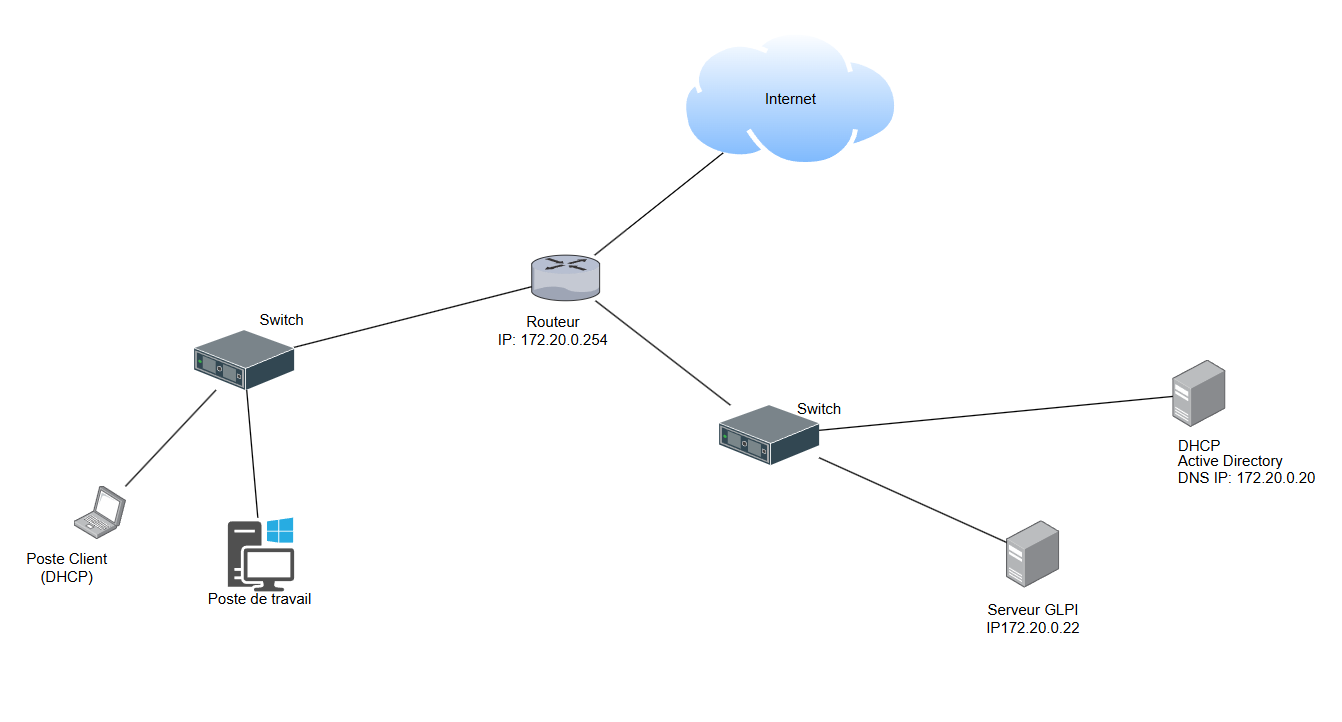 Internet
Routeur
IP: 172.20.0.254
Switch
Switch
DHCP
Active Directory
DNS IP: 172.20.0.20
Poste Client
(DHCP)
Poste de travail
Serveur GLPI
IP172.20.0.22